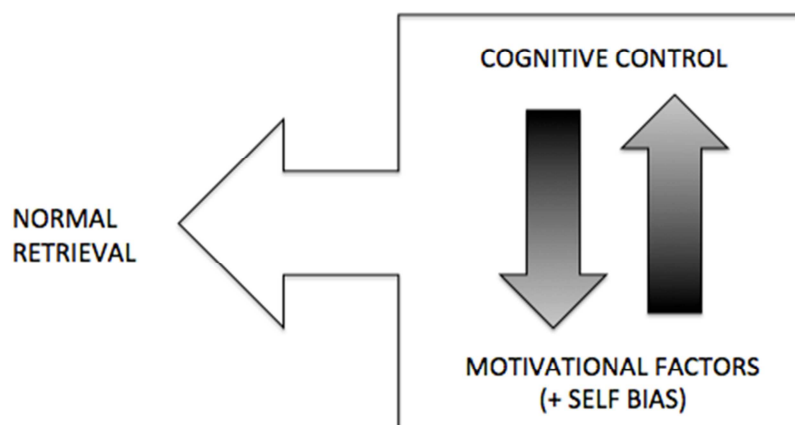 COGNITIVE CONTROL
NORMAL
RETRIEVAL
MOTIVATIONAL FACTORS
(+ SELF BIAS)